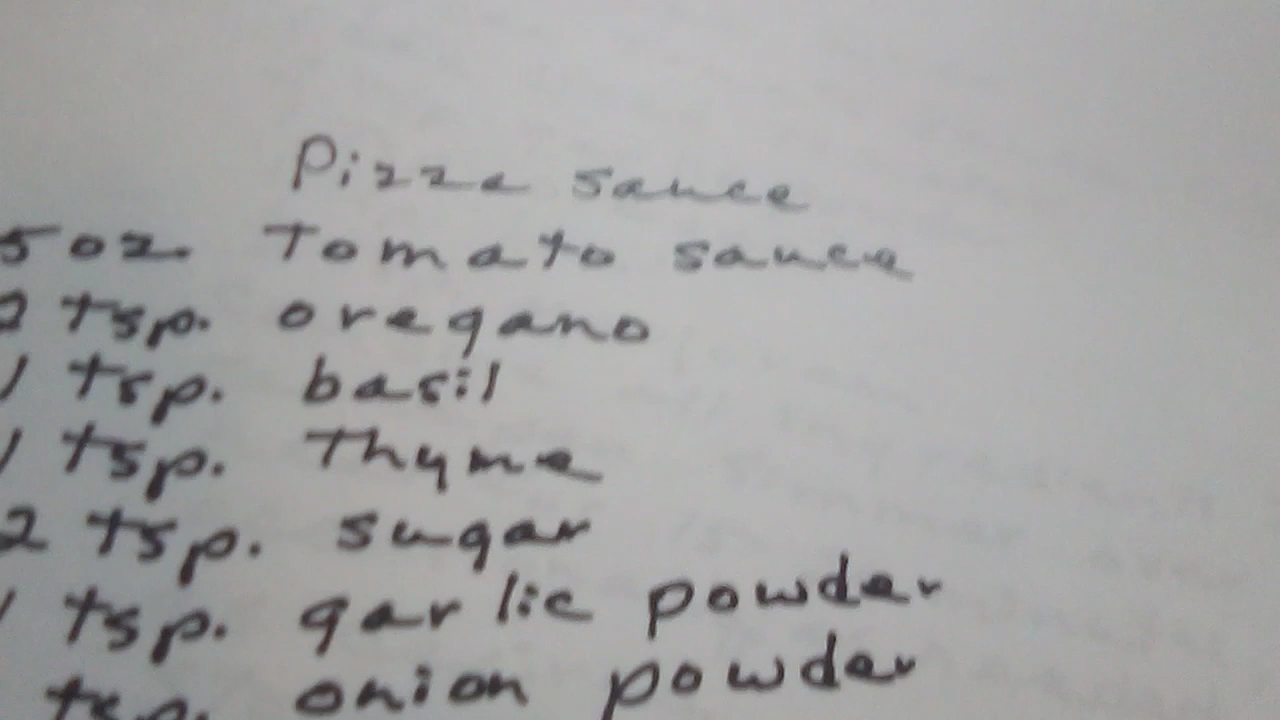 Pizza sauce
5 oz. Tomato sauce
2 tsp. oregano
1 tsp. basil
1 tsp. Thyme
2 tsp. sugar
1 tsp. garlic powder
tsp. onion powder